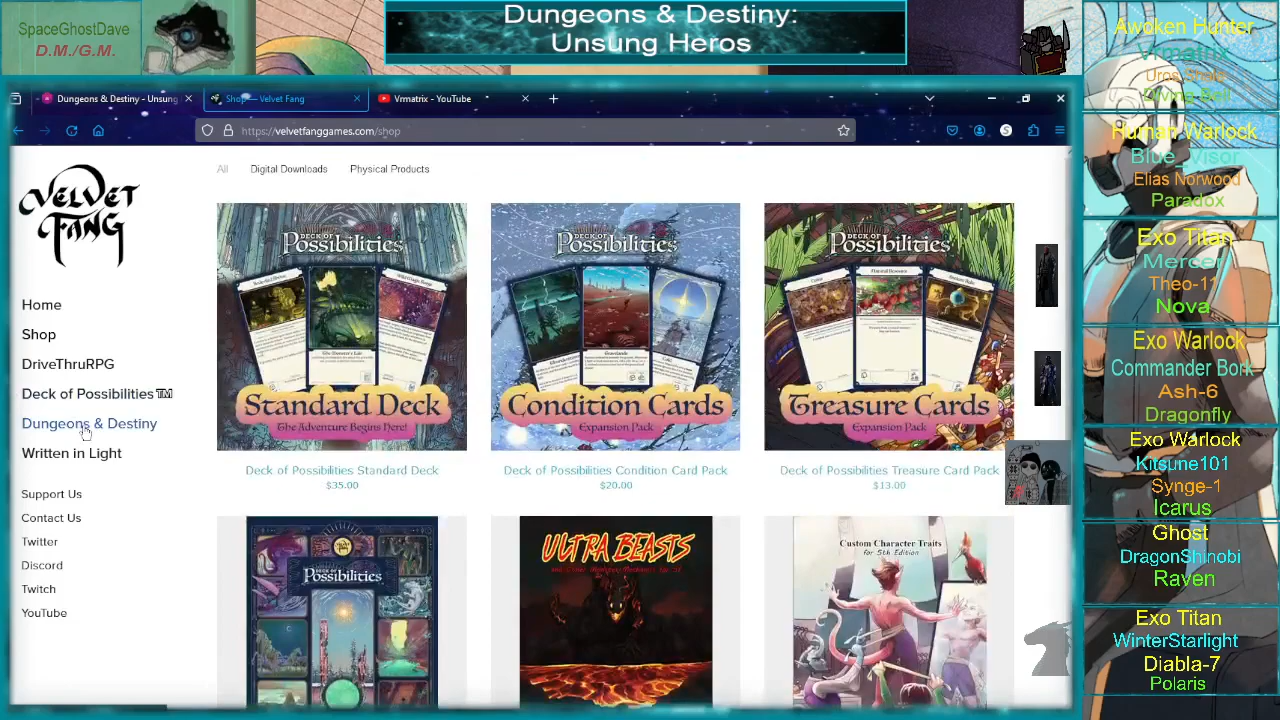 SpaceGhostDave
D.M./G.M.
Dungeons & Destiny:
Unsung Heros
Dungeons & Destiny - Unsung
Shop — Velvet Fang
Vrmatrix - YouTube
https://velvetfanggames.com/shop
VELVET
FANG
Home
Shop
DriveThruRPG
Deck of Possibilities™
Dungeons & Destiny
Written in Light
Support Us
Contact Us
Twitter
Discord
Twitch
YouTube
All
Digital Downloads
Physical Products
DECK OF
Possibilities
Standard Deck
The Adventure Begins Here!
Deck of Possibilities Standard Deck
$35.00
DECK OF
Possibilities
Condition Cards
Expansion Pack
Deck of Possibilities Condition Card Pack
$20.00
DECK OF
Possibilities
Treasure Cards
Expansion Pack
Deck of Possibilities Treasure Card Pack
$13.00
DECK OF
Possibilities
ULTRA BEASTS
Custom Character Traits
for 5th Edition
Awoken Hunter
Vrmatrix
Diving Bell
Human Warlock
Blue_Visor
Elias Norwood
Paradox
Exo Titan
Mercer
Theo-11
Nova
Exo Warlock
Commander Bork
Ash-6
Dragonfly
Exo Warlock
Kitsune101
Synge-1
Icarus
Ghost
DragonShinobi
Raven
Exo Titan
WinterStarlight
Diabla-7
Polaris